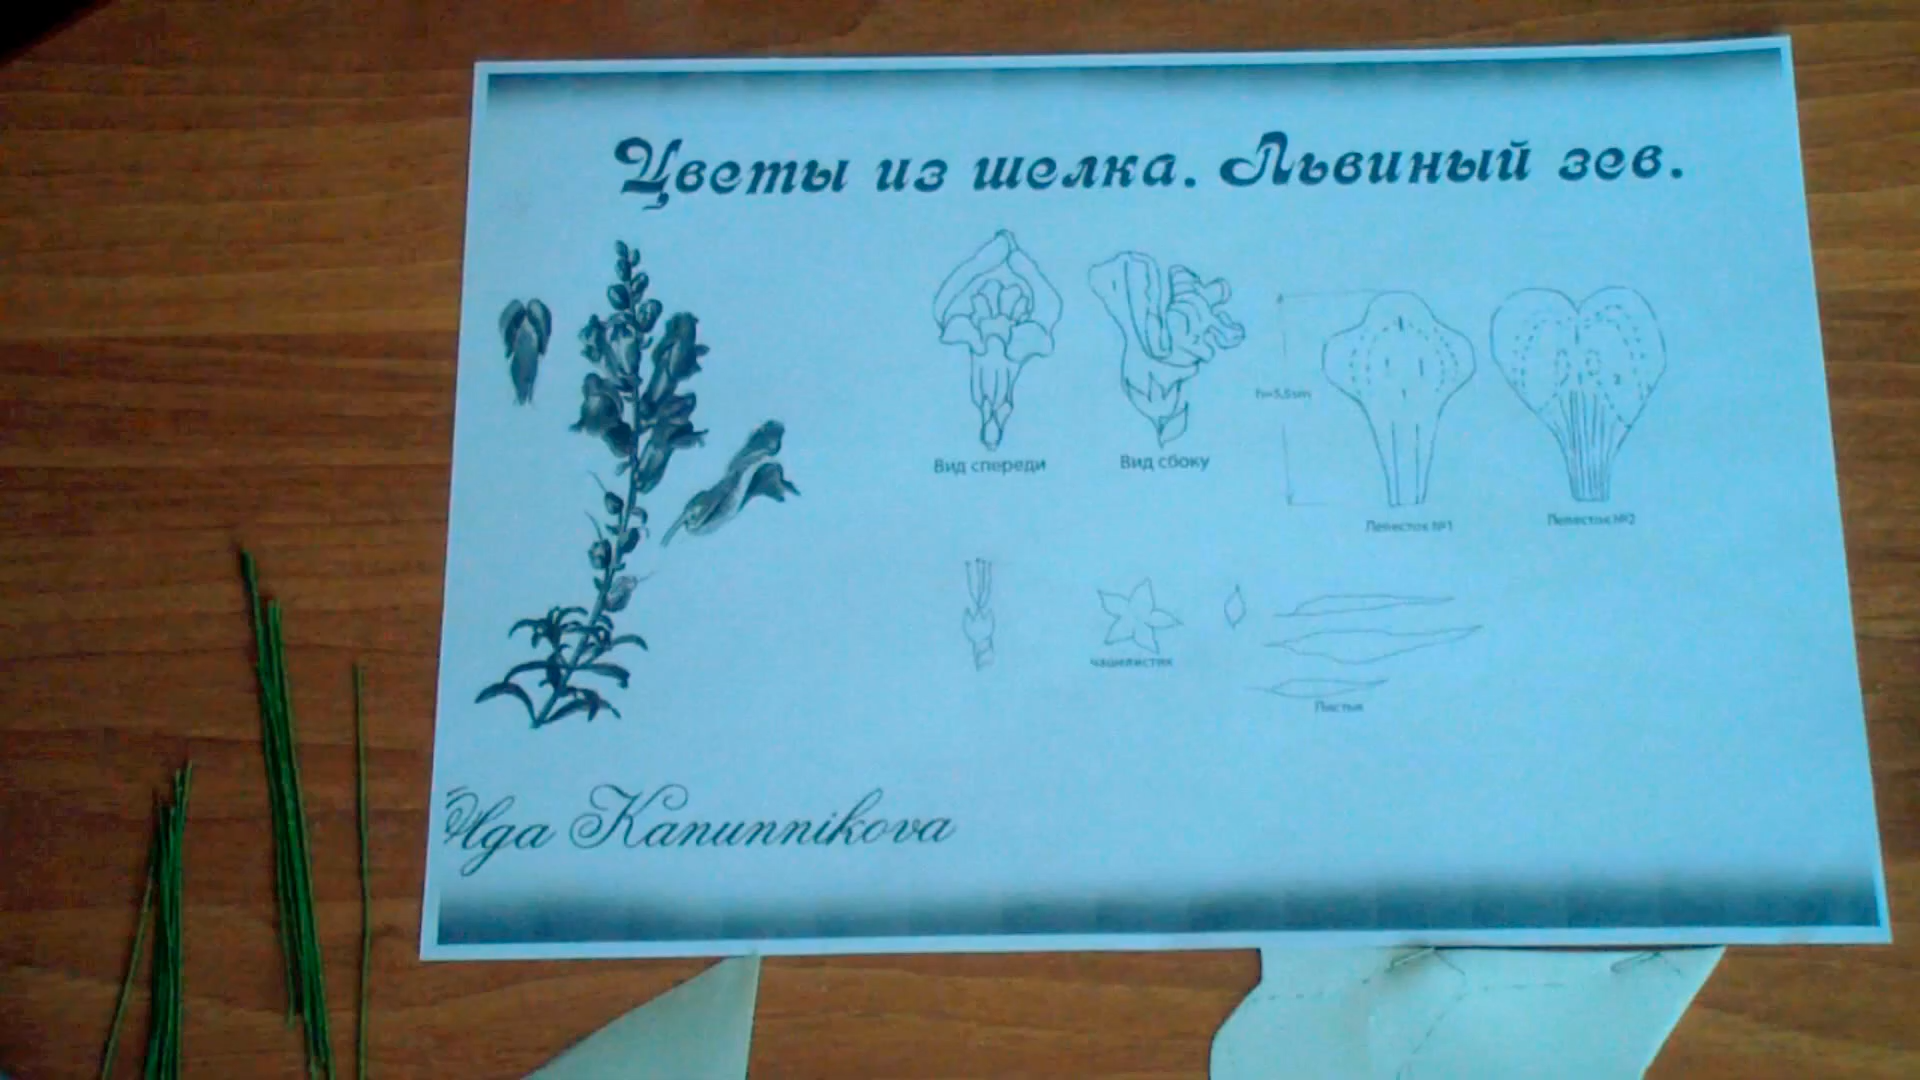 Цветы из шелка. Львиный зев.
h=5,5sm
Вид спереди
Вид сбоку
Лепесток №1
Лепесток №2
2
чашелистик
Листья
Olga Kanunnikova